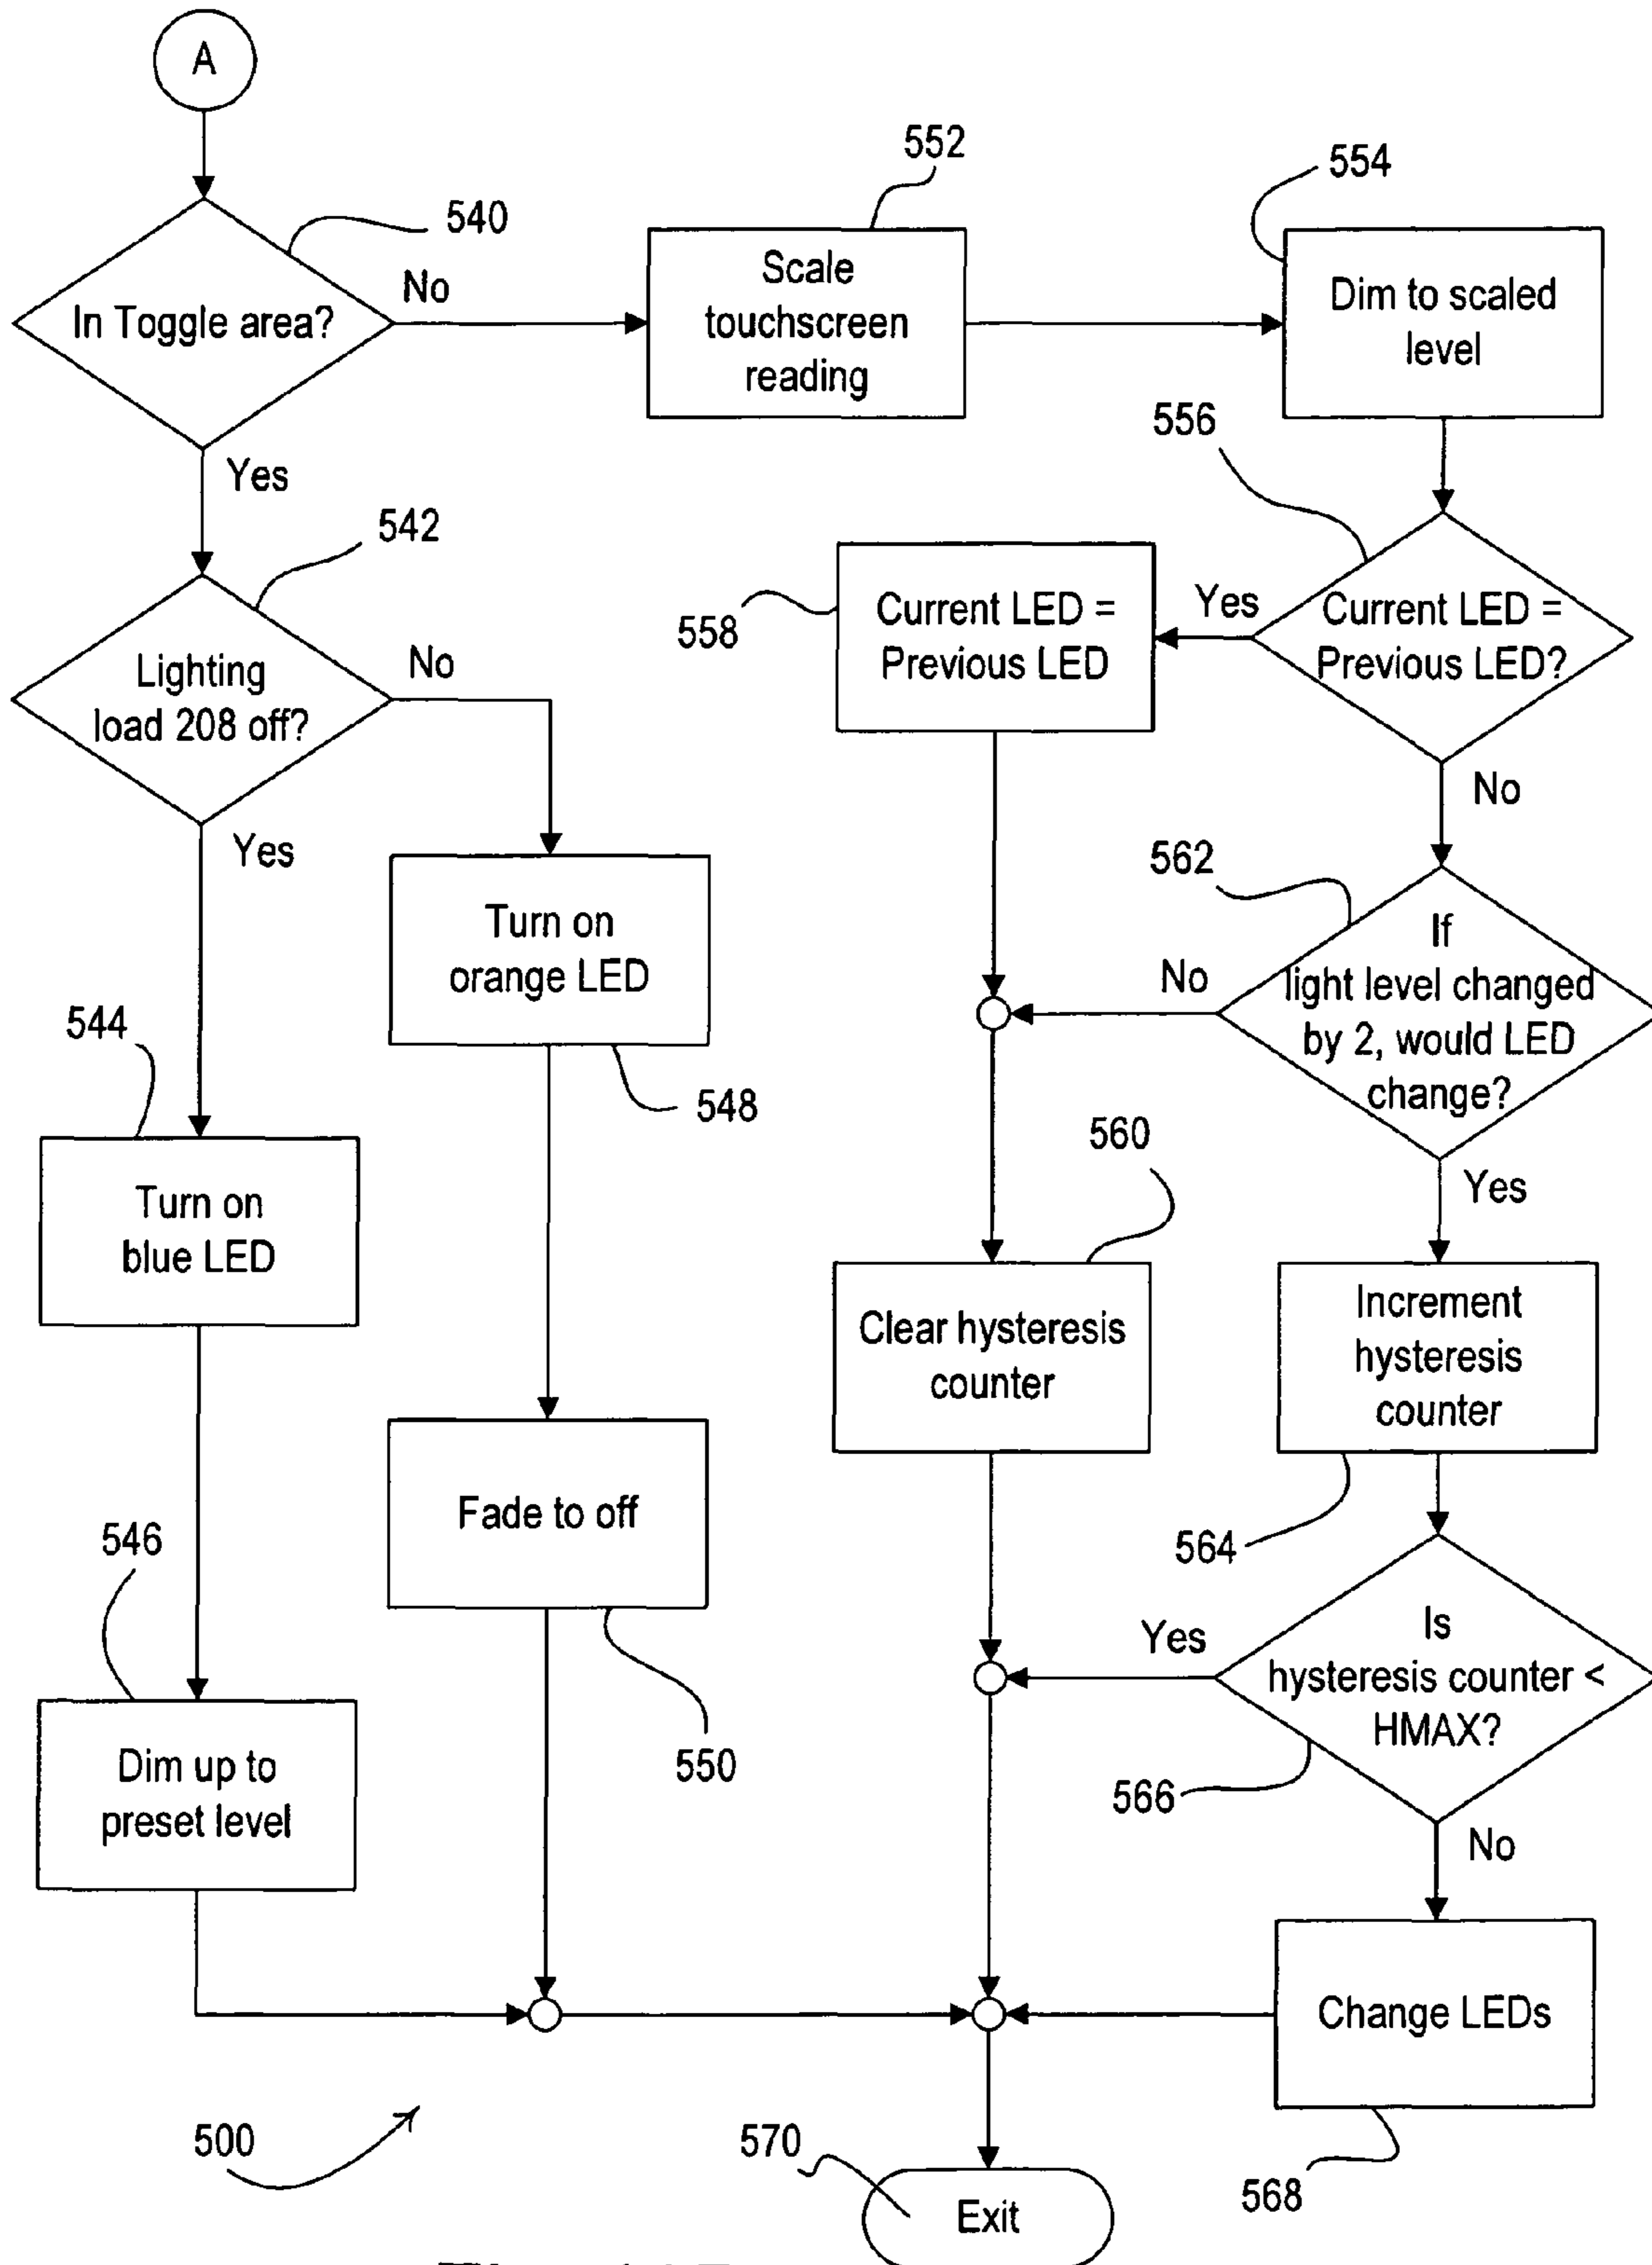 A
552
554
540
No
Scale
touchscreen
reading
Dim to scaled
level
In Toggle area?
Yes
556
542
558
Current LED =
Previous LED
Yes
Current LED =
Previous LED?
Lighting
load 208 off?
No
No
Yes
562
Turn on
orange LED
No
If
light level changed
by 2, would LED
change?
544
548
560
Yes
Turn on
blue LED
Clear hysteresis
counter
Increment
hysteresis
counter
546
Fade to off
564
Yes
Is
hysteresis counter <
HMAX?
Dim up to
preset level
550
566
No
Change LEDs
500
570
568
Exit